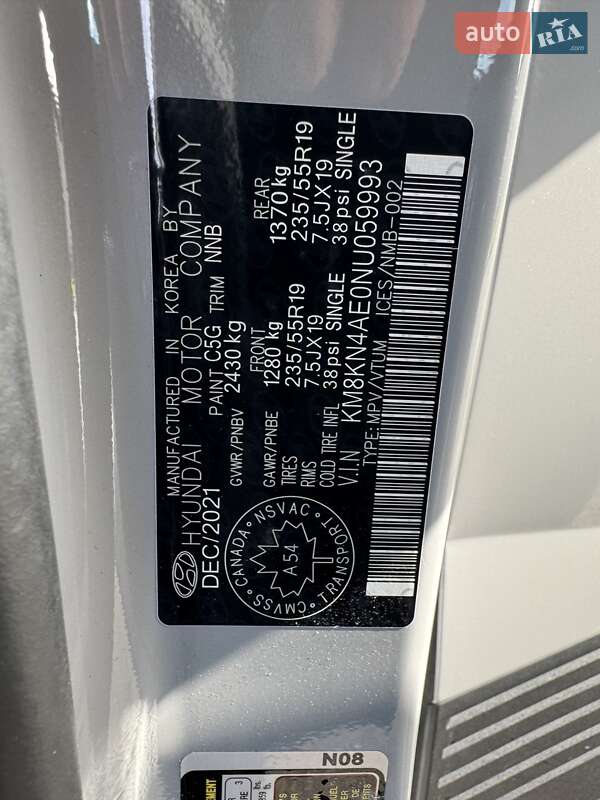 auto RIA.com
MANUFACTURED IN KOREA BY
HYUNDAI MOTOR COMPANY
DEC/2021 PAINT C5G TRIM NNB
GVWR/PNBV 2430 kg
FRONT REAR
GAWR/PNBE 1280 kg 1370 kg
TIRES 235/55R19 235/55R19
RIMS 7.5JX19 7.5JX19
COLD TIRE INFL 38psi SINGLE 38psi SINGLE
V.I.N KM8KN4AE0NU059993
TYPE:MPV/VTUM ICES/NMB-002
CANADA · NSVAC · TRANSPORT · CMVSS
A54
N08